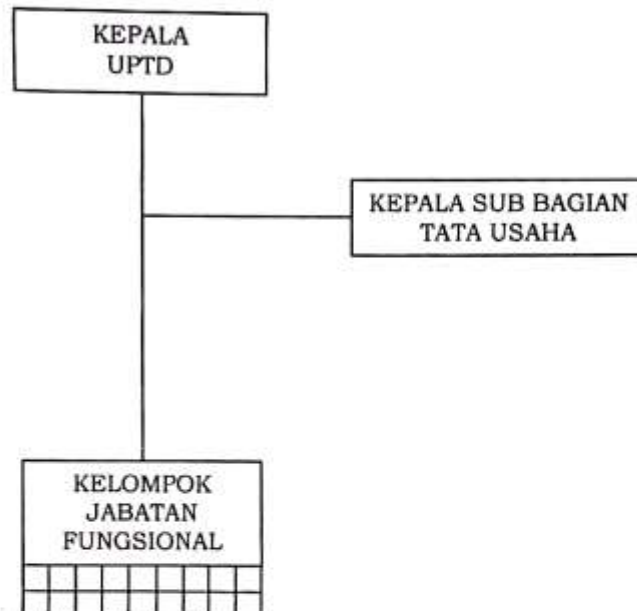 KEPALA
UPTD
KEPALA SUB BAGIAN
TATA USAHA
KELOMPOK
JABATAN
FUNGSIONAL